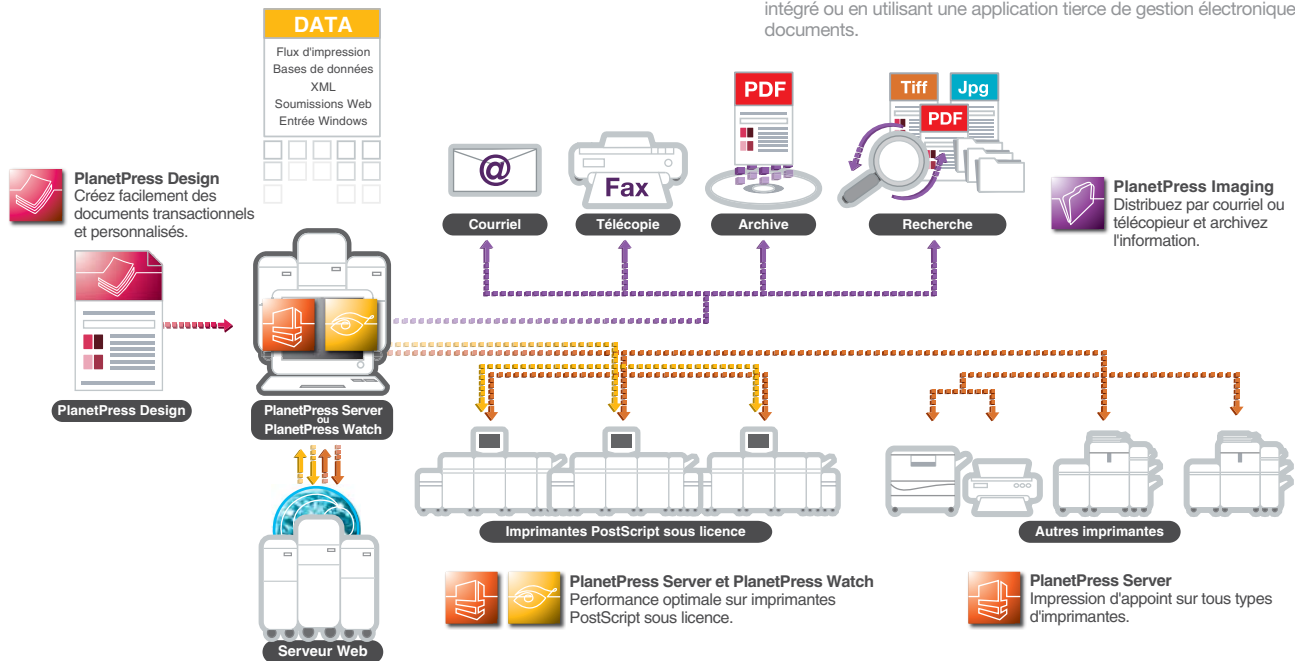 intégré ou en utilisant une application tierce de gestion électronique
documents.
DATA
Flux d'impression
Bases de données
XML
Soumissions Web
Entrée Windows
PlanetPress Design
Créez facilement des
documents transactionnels
et personnalisés.
@
Fax
PDF
Tiff
Jpg
PDF
Courriel
Télécopie
Archive
Recherche
PlanetPress Imaging
Distribuez par courriel ou
télécopieur et archivez
l'information.
PlanetPress Design
PlanetPress Server
ou
PlanetPress Watch
Imprimantes PostScript sous licence
Autres imprimantes
PlanetPress Server et PlanetPress Watch
Performance optimale sur imprimantes
PostScript sous licence.
PlanetPress Server
Impression d'appoint sur tous types
d'imprimantes.
Serveur Web